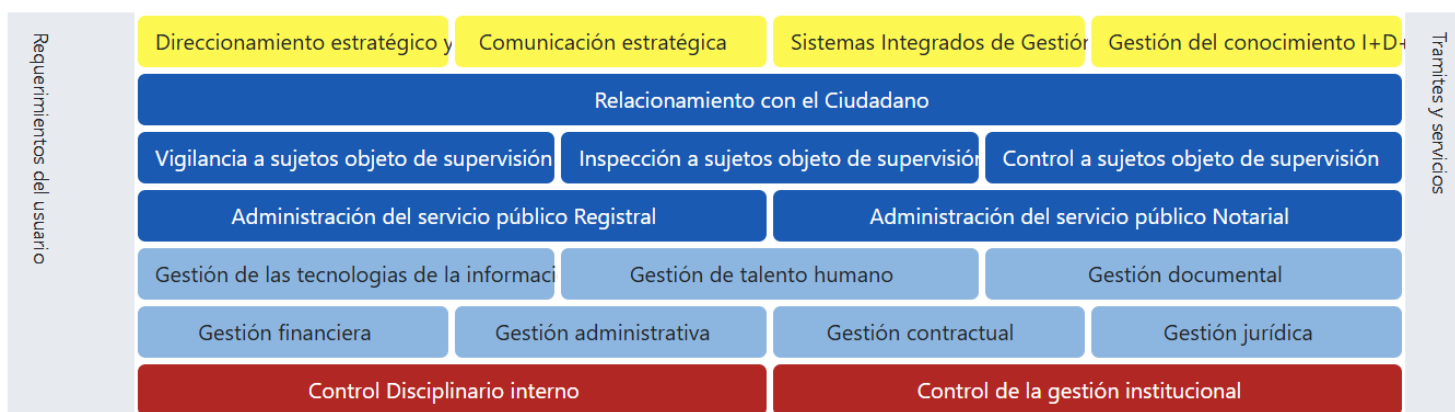 Requerimientos del usuario
Direccionamiento estratégico y
Comunicación estratégica
Sistemas Integrados de Gestión
Gestión del conocimiento I+D+
Relacionamiento con el Ciudadano
Vigilancia a sujetos objeto de supervisión
Inspección a sujetos objeto de supervisión
Control a sujetos objeto de supervisión
Administración del servicio público Registral
Administración del servicio público Notarial
Gestión de las tecnologias de la informaci
Gestión de talento humano
Gestión documental
Gestión financiera
Gestión administrativa
Gestión contractual
Gestión jurídica
Control Disciplinario interno
Control de la gestión institucional
Tramites y servicios